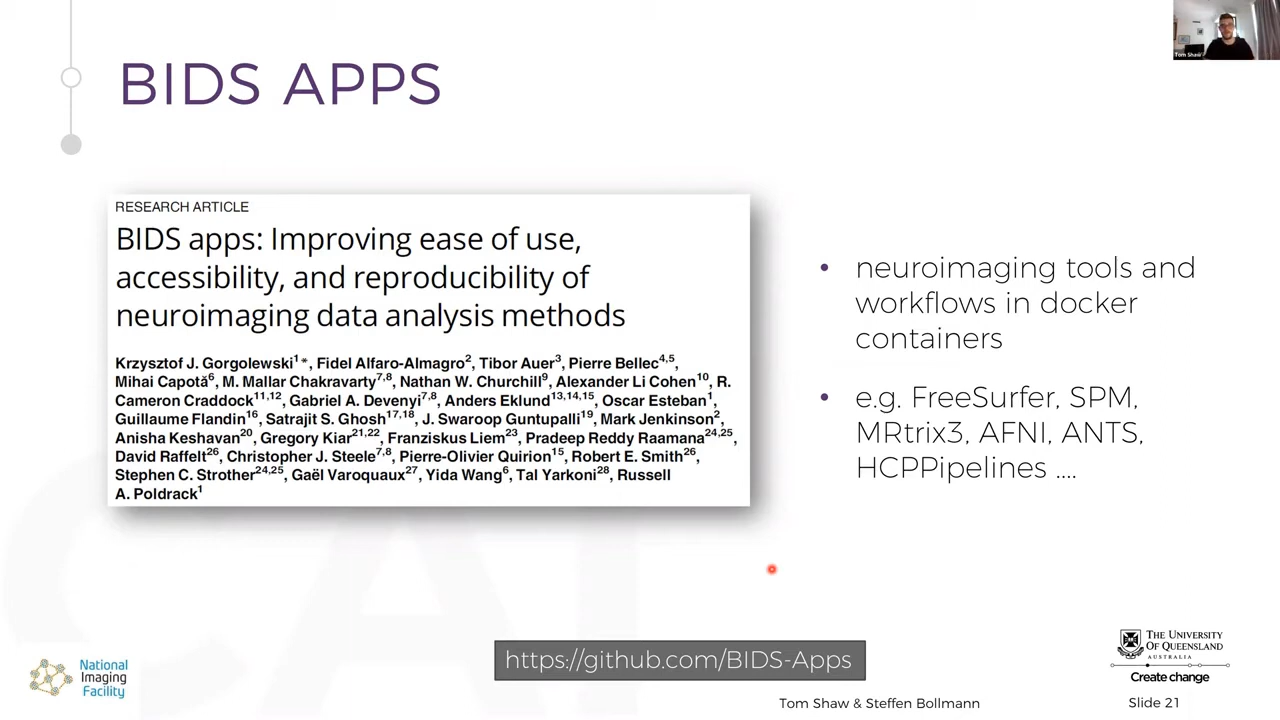 Tom Shaw
BIDS APPS
RESEARCH ARTICLE
BIDS apps: Improving ease of use,
accessibility, and reproducibility of
neuroimaging data analysis methods
Krzysztof J. Gorgolewski1*, Fidel Alfaro-Almagro2, Tibor Auer3, Pierre Bellec4,5,
Mihai Capotă6, M. Mallar Chakravarty7,8, Nathan W. Churchill9, Alexander Li Cohen10, R.
Cameron Craddock11,12, Gabriel A. Devenyi7,8, Anders Eklund13,14,15, Oscar Esteban1,
Guillaume Flandin16, Satrajit S. Ghosh17,18, J. Swaroop Guntupalli19, Mark Jenkinson2,
Anisha Keshavan20, Gregory Kiar21,22, Franziskus Liem23, Pradeep Reddy Raamana24,25,
David Raffelt26, Christopher J. Steele7,8, Pierre-Olivier Quirion15, Robert E. Smith26,
Stephen C. Strother24,25, Gaël Varoquaux27, Yida Wang6, Tal Yarkoni28, Russell
A. Poldrack1
• neuroimaging tools and
workflows in docker
containers
• e.g. FreeSurfer, SPM,
MRtrix3, AFNI, ANTS,
HCPPipelines ....
CAI
https://github.com/BIDS-Apps
National
Imaging
Facility
THE UNIVERSITY
OF QUEENSLAND
AUSTRALIA
Create change
Tom Shaw & Steffen Bollmann
Slide 21